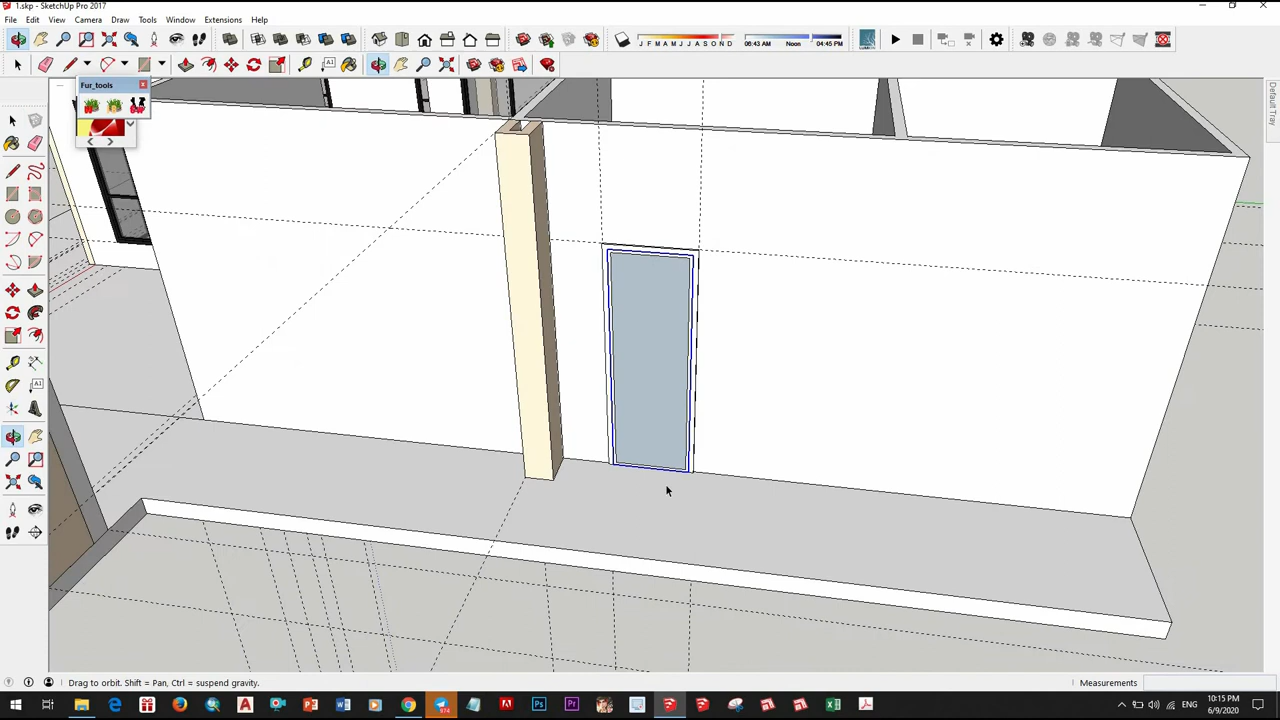 1.skp - SketchUp Pro 2017
File Edit View Camera Draw Tools Window Extensions Help
J F M A M J J A S O N D
06:43 AM Noon 04:45 PM
Fur_tools
Default Tray
Drag to orbit. Shift = Pan, Ctrl = suspend gravity.
Measurements
ENG
10:15 PM
6/9/2020